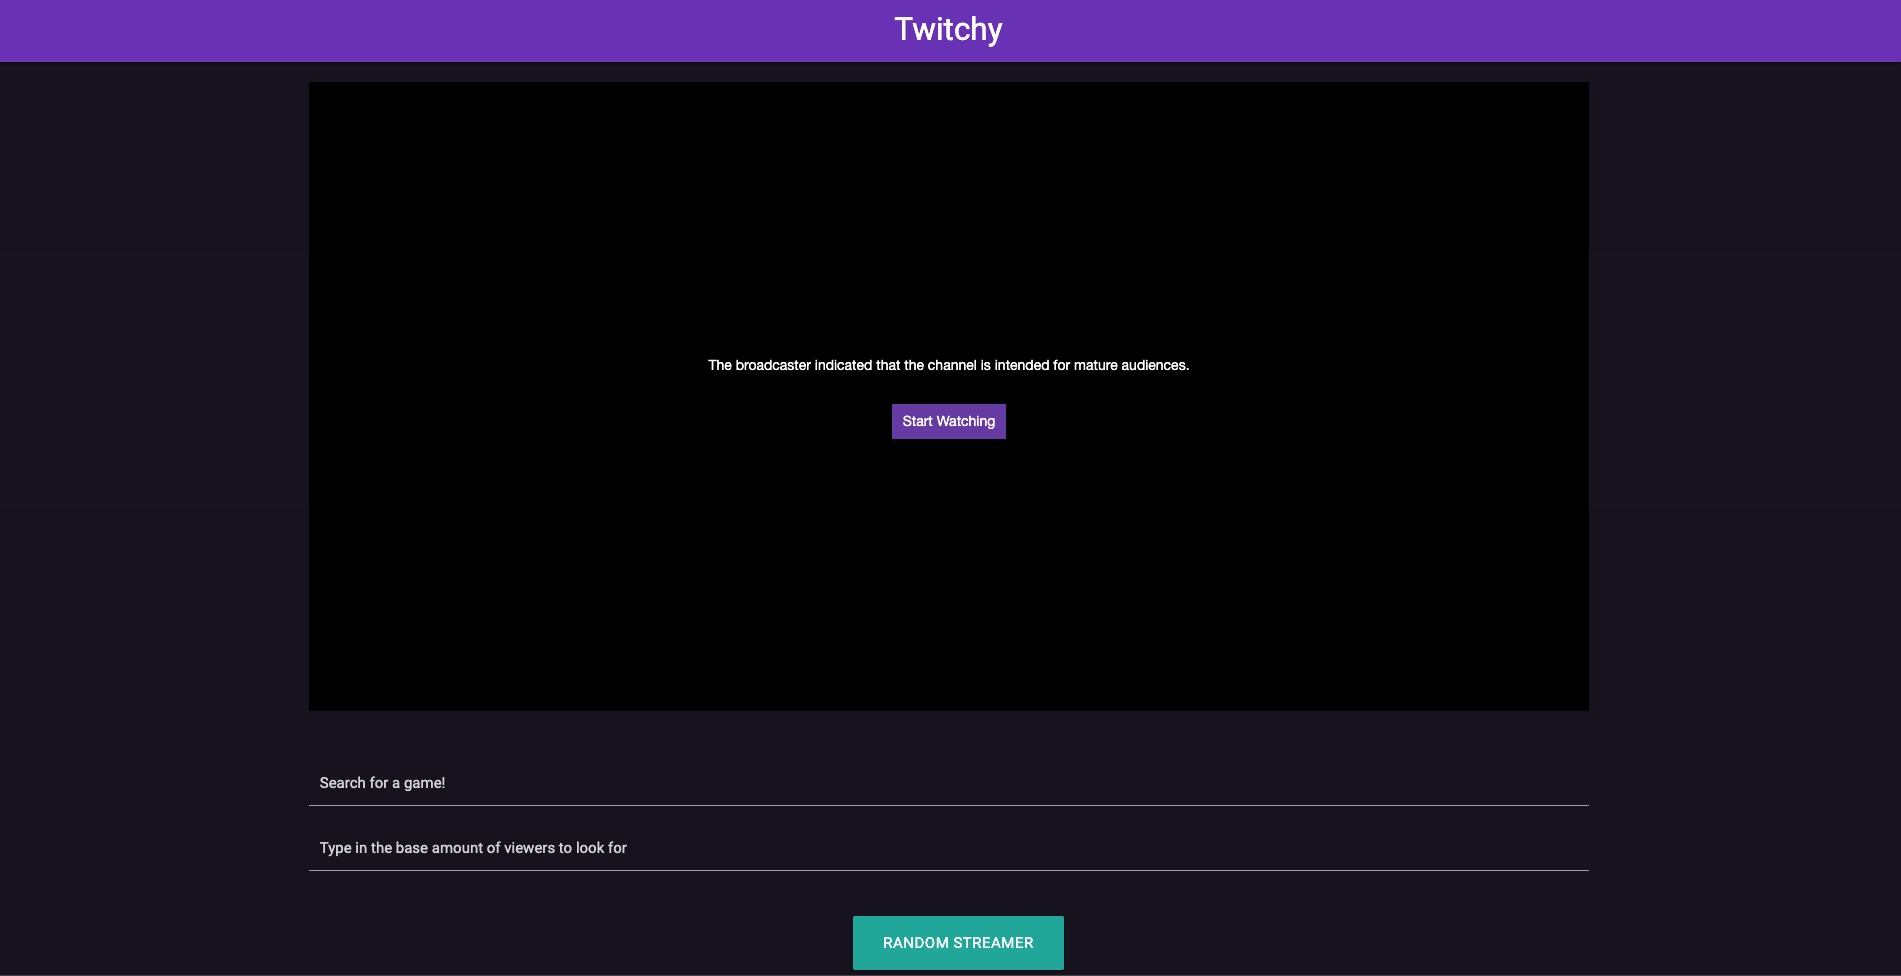 Twitchy
The broadcaster indicated that the channel is intended for mature audiences.
Start Watching
Search for a game!
Type in the base amount of viewers to look for
RANDOM STREAMER